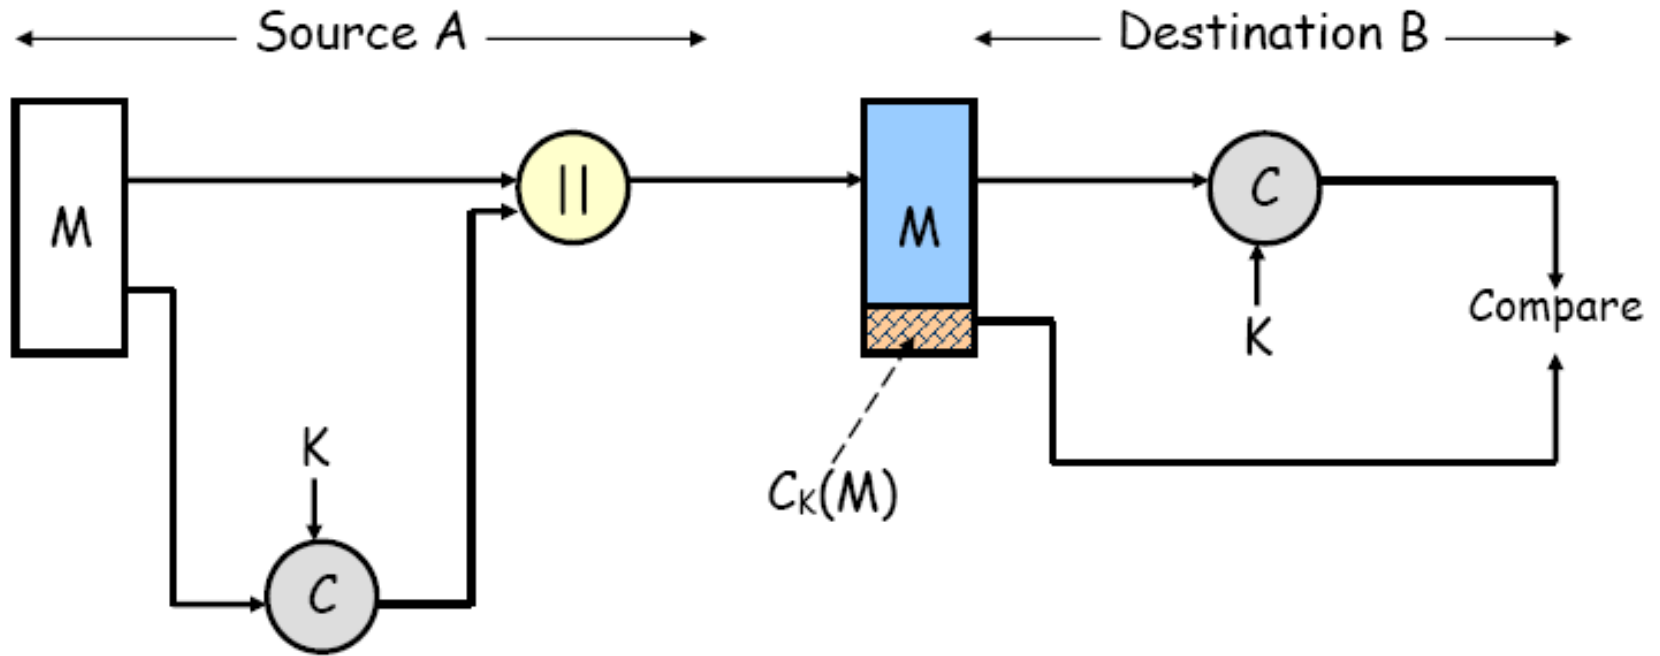 Source A
Destination B
M
||
M
C
Compare
K
K
CK(M)
C